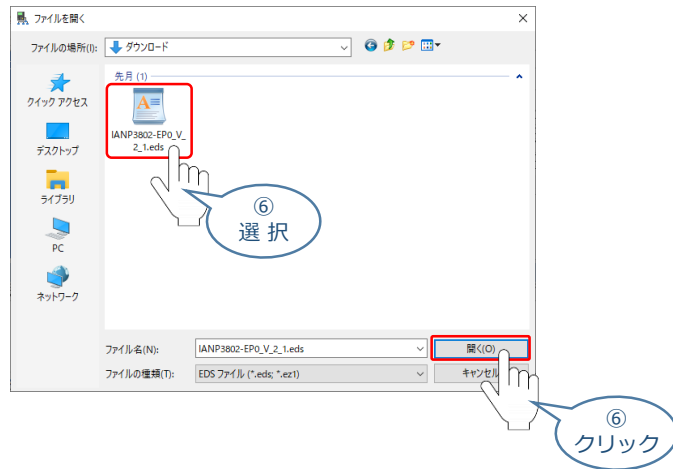 ファイルを開く
ファイルの場所(I):
ダウンロード
クイック アクセス
デスクトップ
ライブラリ
PC
ネットワーク
先月 (1)
IANP3802-EP0_V_
2_1.eds
⑥
選 択
ファイル名(N):
IANP3802-EP0_V_2_1.eds
開く(O)
ファイルの種類(T):
EDS ファイル (*.eds; *.ez1)
キャンセル
⑥
クリック